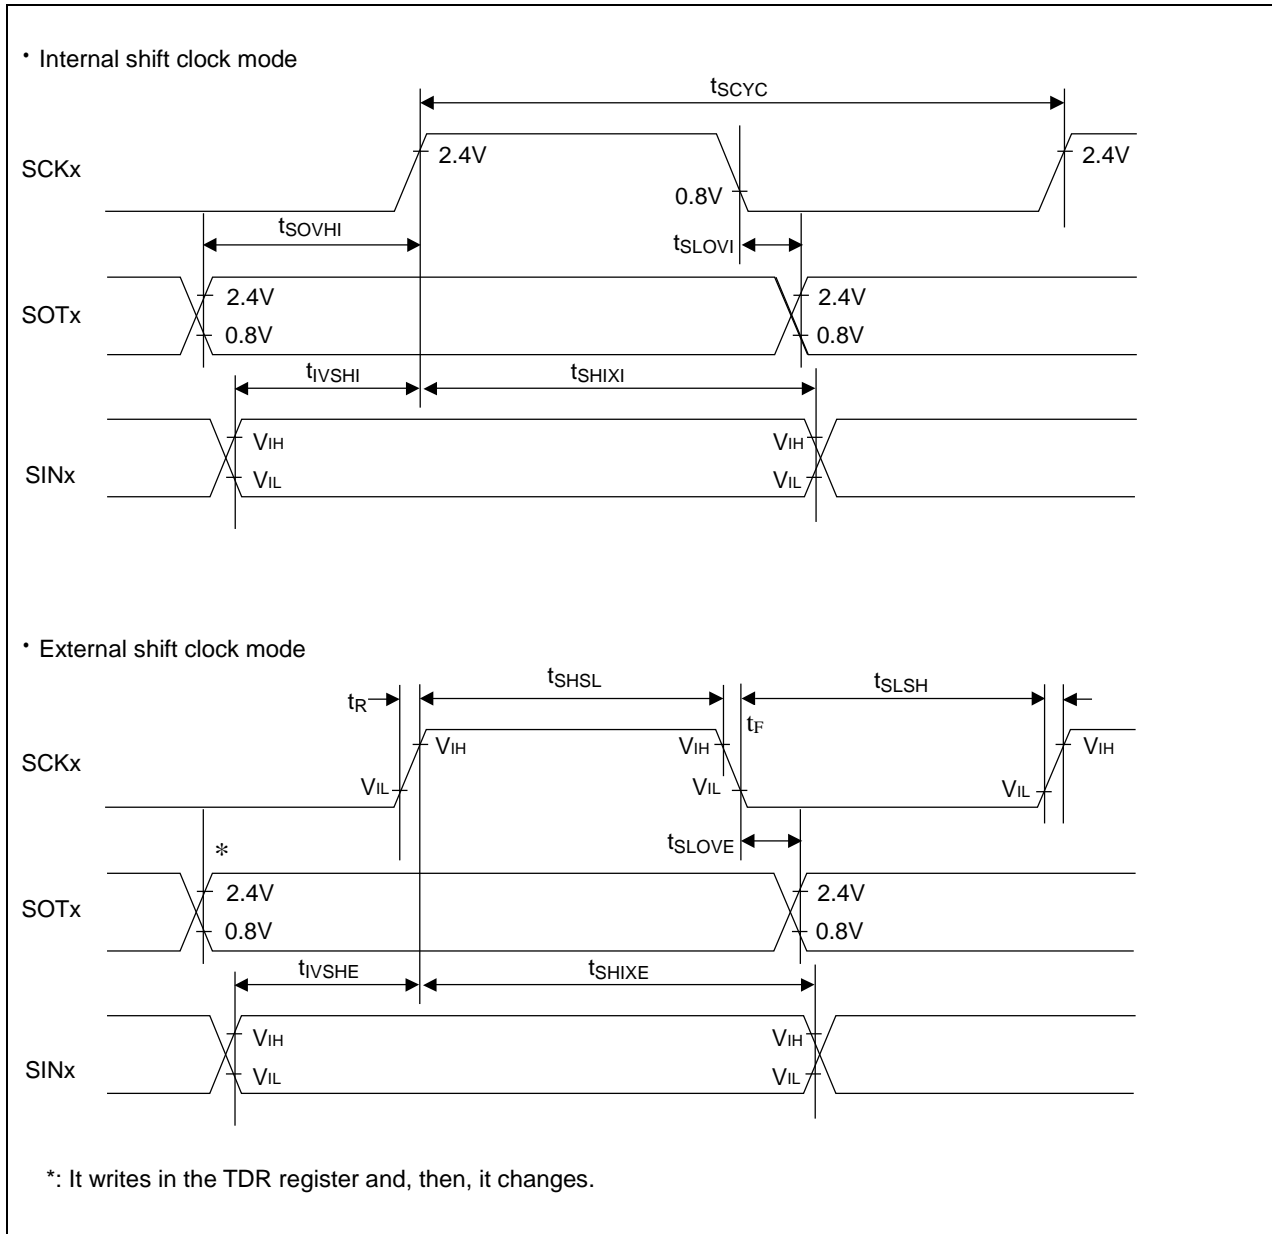 ・ Internal shift clock mode
tSCYC
SCKx
2.4V
0.8V
2.4V
tSOVHI
tSLOVI
SOTx
2.4V
0.8V
2.4V
0.8V
tIVSHI
tSHIXI
SINx
VIH
VIL
VIH
VIL
・ External shift clock mode
tR
tSHSL
tF
tSLSH
SCKx
VIL
VIH
VIH
VIL
VIL
VIH
*
tSLOVE
SOTx
2.4V
0.8V
2.4V
0.8V
tIVSHE
tSHIXE
SINx
VIH
VIL
VIH
VIL
*: It writes in the TDR register and, then, it changes.